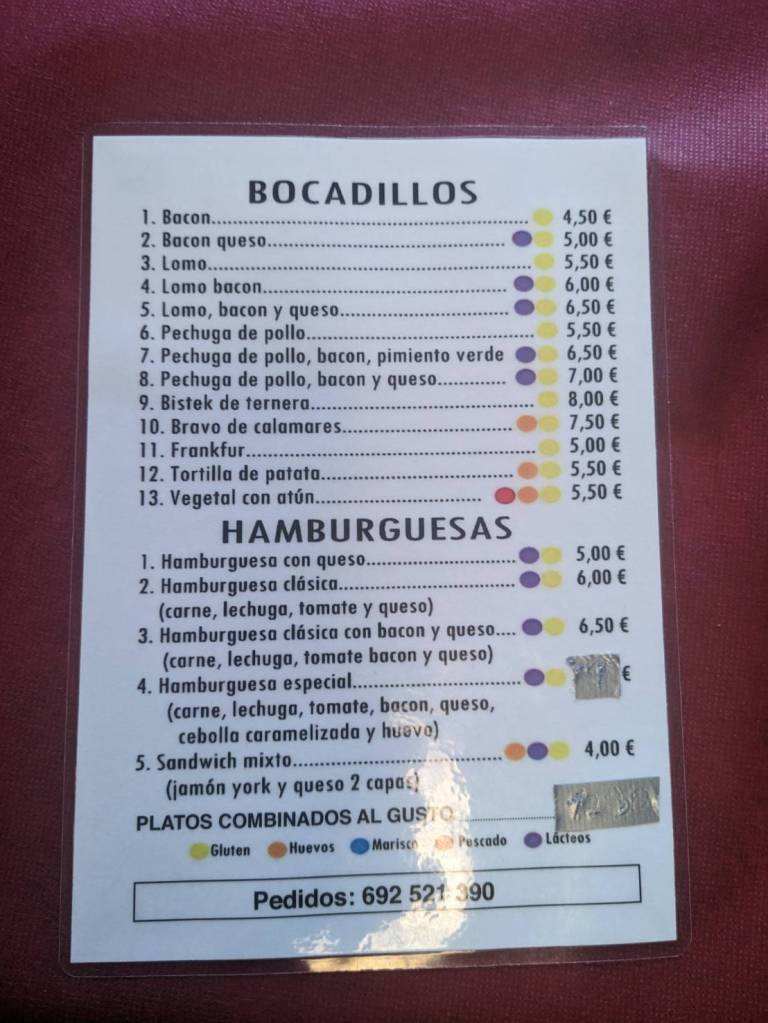 BOCADILLOS
1. Bacon................................................................ 4,50 €
2. Bacon queso................................................ 5,00 €
3. Lomo................................................................ 5,50 €
4. Lomo bacon................................................ 6,00 €
5. Lomo, bacon y queso.................................. 6,50 €
6. Pechuga de pollo.............................................. 5,50 €
7. Pechuga de pollo, bacon, pimiento verde 6,50 €
8. Pechuga de pollo, bacon y queso............. 7,00 €
9. Bistek de ternera............................................ 8,00 €
10. Bravo de calamares.................................. 7,50 €
11. Frankfur........................................................ 5,00 €
12. Tortilla de patata...................................... 5,50 €
13. Vegetal con atún................................. 5,50 €
HAMBURGUESAS
1. Hamburguesa con queso............................. 5,00 €
2. Hamburguesa clásica.................................. 6,00 €
(carne, lechuga, tomate y queso)
3. Hamburguesa clásica con bacon y queso.... 6,50 €
(carne, lechuga, tomate bacon y queso)
4. Hamburguesa especial................................. €
(carne, lechuga, tomate, bacon, queso,
cebolla caramelizada y huevo)
5. Sandwich mixto......................................... 4,00 €
(jamón york y queso 2 capas)
PLATOS COMBINADOS AL GUSTO....................
Gluten Huevos Marisco Pescado Lácteos
Pedidos: 692 521 390